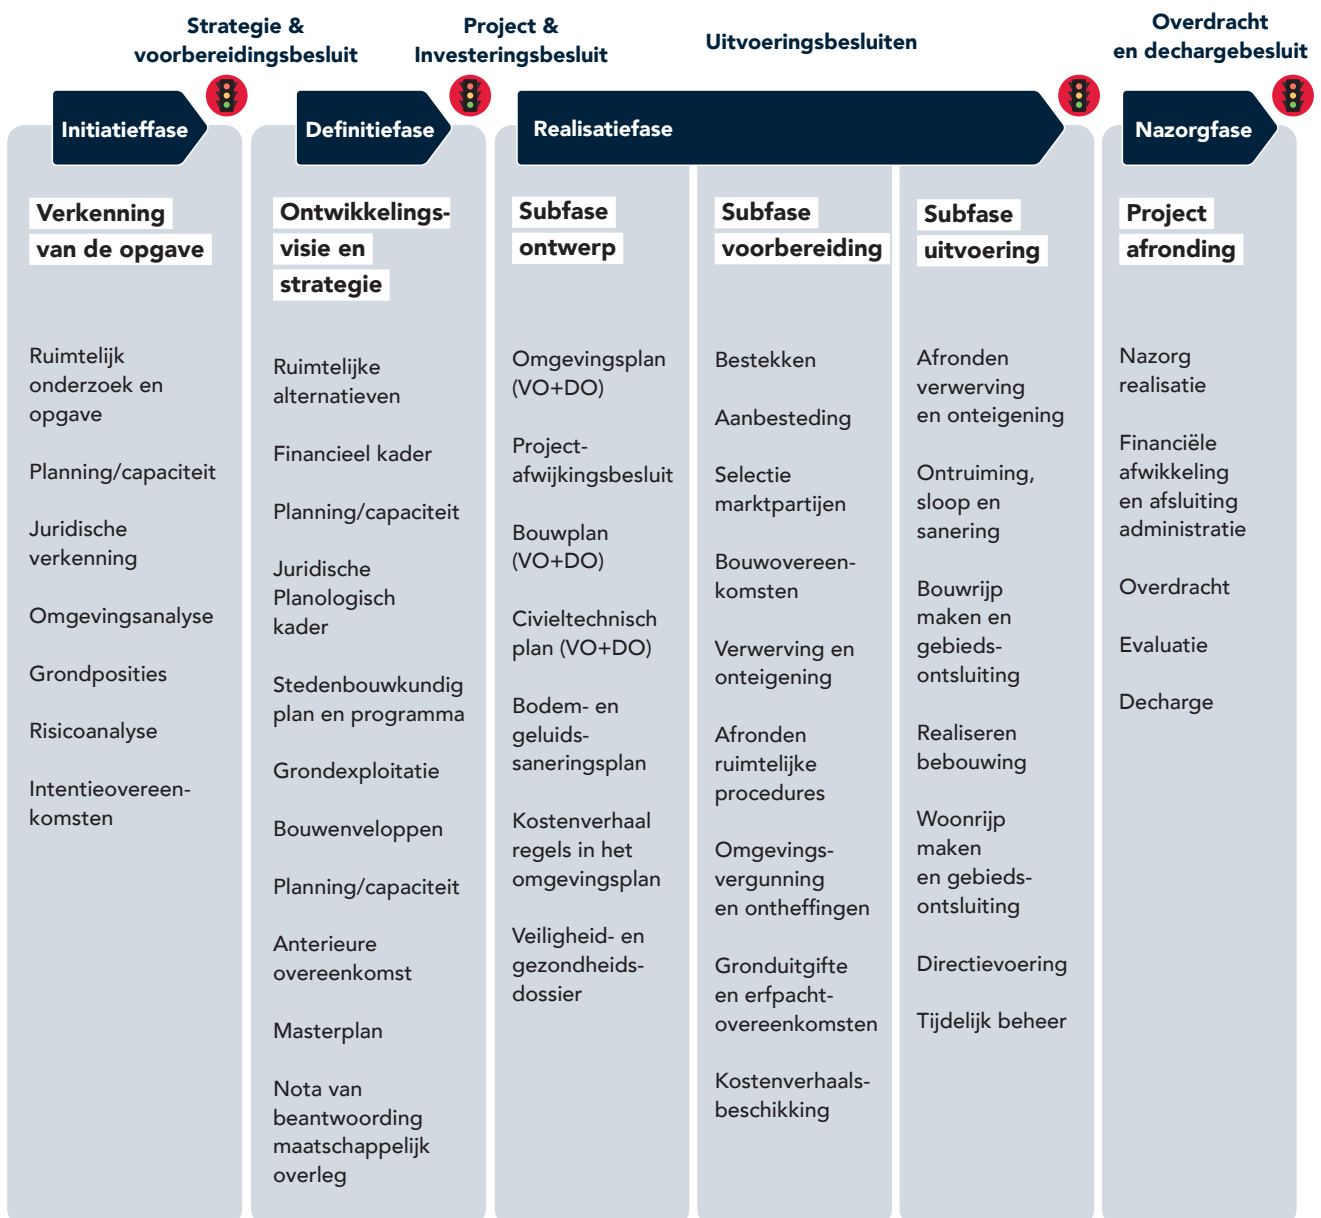 Strategie &
voorbereidingsbesluit
Project &
Investeringsbesluit
Uitvoeringsbesluiten
Overdracht
en dechargebesluit
Initiatieffase
Definitiefase
Realisatiefase
Nazorgfase
Verkenning
van de opgave
Ruimtelijk
onderzoek en
opgave
Planning/capaciteit
Juridische
verkenning
Omgevingsanalyse
Grondposities
Risicoanalyse
Intentieovereen-
komsten
Ontwikkelings-
visie en
strategie
Ruimtelijke
alternatieven
Financieel kader
Planning/capaciteit
Juridische
Planologisch
kader
Stedenbouwkundig
plan en programma
Grondexploitatie
Bouwenveloppen
Planning/capaciteit
Anterieure
overeenkomst
Masterplan
Nota van
beantwoording
maatschappelijk
overleg
Subfase
ontwerp
Omgevingsplan
(VO+DO)
Project-
afwijkingsbesluit
Bouwplan
(VO+DO)
Civieltechnisch
plan (VO+DO)
Bodem- en
geluids-
saneringsplan
Kostenverhaal
regels in het
omgevingsplan
Veiligheid- en
gezondheids-
dossier
Subfase
voorbereiding
Bestekken
Aanbesteding
Selectie
marktpartijen
Bouwovereen-
komsten
Verwerving en
onteigening
Afronden
ruimtelijke
procedures
Omgevings-
vergunning
en ontheffingen
Gronduitgifte
en erfpacht-
overeenkomsten
Kostenverhaals-
beschikking
Subfase
uitvoering
Afronden
verwerving
en onteigening
Ontruiming,
sloop en
sanering
Bouwrijp
maken en
gebieds-
ontsluiting
Realiseren
bebouwing
Woonrijp
maken
en gebieds-
ontsluiting
Directievoering
Tijdelijk beheer
Project
afronding
Nazorg
realisatie
Financiële
afwikkeling
en afsluiting
administratie
Overdracht
Evaluatie
Decharge